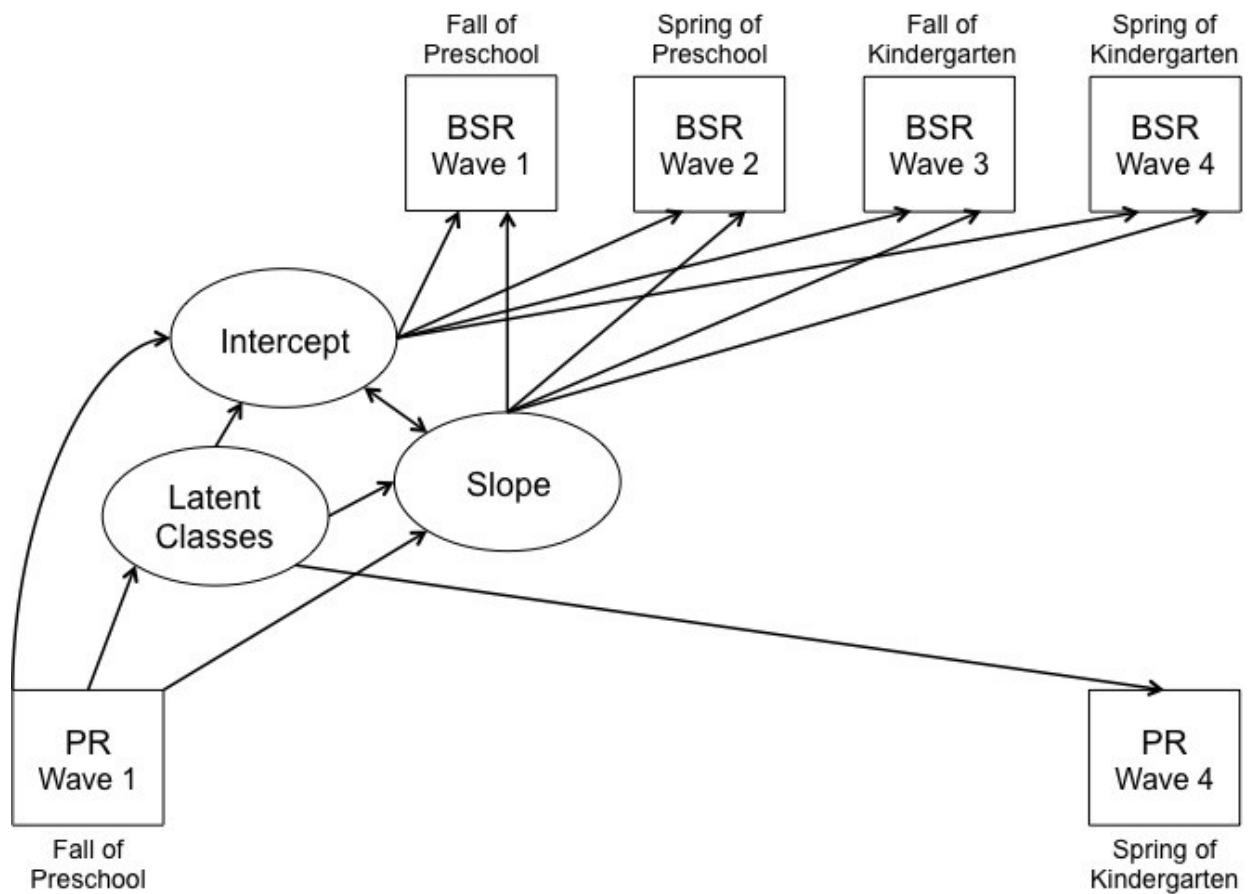 Fall of
Preschool
Spring of
Preschool
Fall of
Kindergarten
Spring of
Kindergarten
BSR
Wave 1
BSR
Wave 2
BSR
Wave 3
BSR
Wave 4
Intercept
Slope
Latent
Classes
PR
Wave 1
Fall of
Preschool
PR
Wave 4
Spring of
Kindergarten